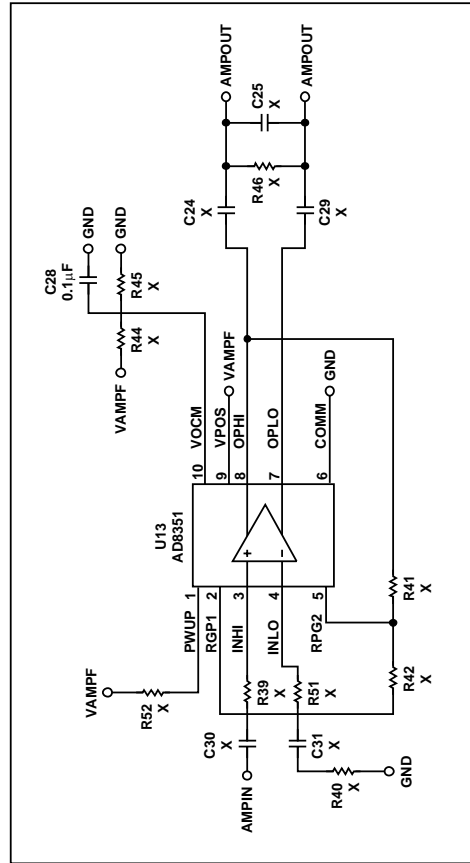 C28
0.1µF
GND
GND
R45
X
R44
X
VAMPF
AMPOUT
AMPOUT
C25
X
R46
X
C24
X
C29
X
VAMPF
R52
X
U13
AD8351
PWUP
1
RGP1
2
INHI
3
INLO
4
RPG2
5
10
VOCM
9
VPOS
VAMPF
8
OPHI
7
OPLO
6
COMM
GND
+
–
AMPIN
C30
X
R39
X
C31
X
R51
X
R40
X
GND
R42
X
R41
X